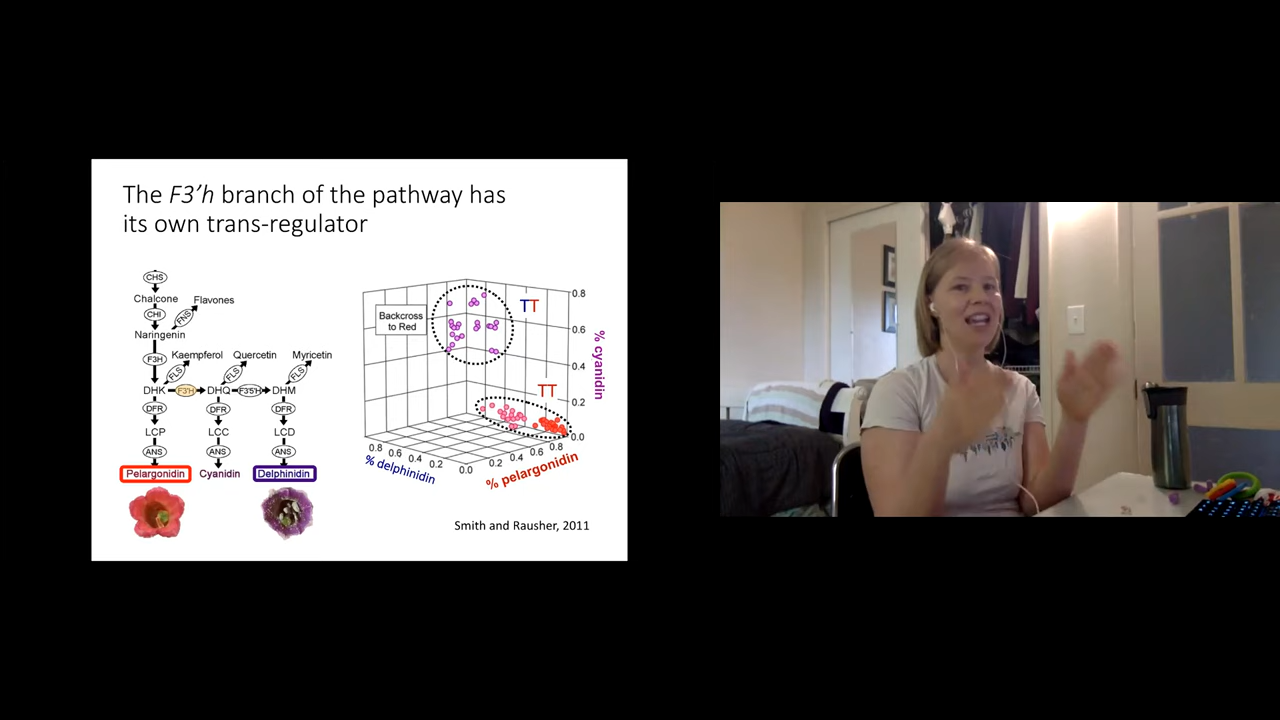 The F3’h branch of the pathway has
its own trans-regulator
CHS
Chalcone
Flavones
CHI
FNS
Naringenin
F3H
Kaempferol
Quercetin
Myricetin
FLS
FLS
FLS
DHK
F3'H
DHQ
F3'5'H
DHM
DFR
DFR
DFR
LCP
LCC
LCD
ANS
ANS
ANS
Pelargonidin
Cyanidin
Delphinidin
Backcross
to Red
TT
TT
0.8
0.6
0.4
0.2
0.0
% cyanidin
0.8
0.6
0.4
0.2
0.0
% delphinidin
0.2
0.4
0.6
0.8
% pelargonidin
Smith and Rausher, 2011